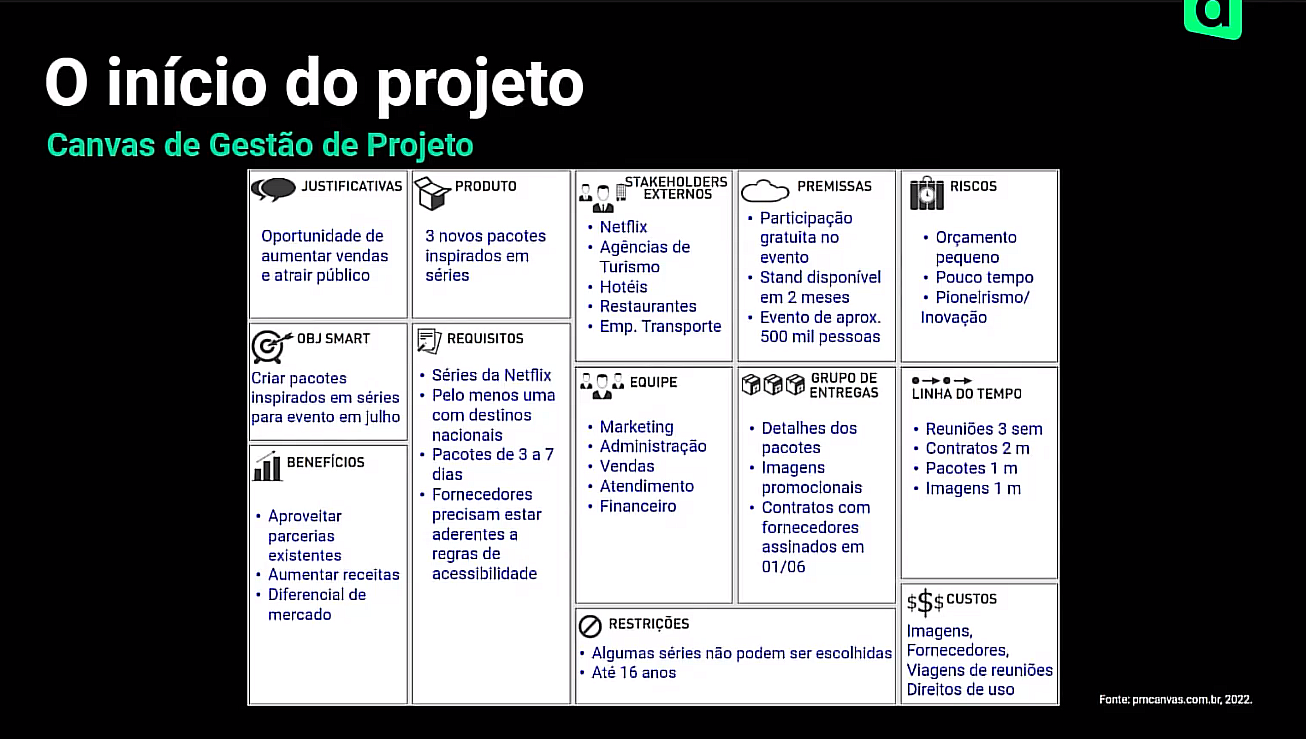 O início do projeto
Canvas de Gestão de Projeto
JUSTIFICATIVAS
Oportunidade de
aumentar vendas
e atrair público
PRODUTO
3 novos pacotes
inspirados em
séries
STAKEHOLDERS
EXTERNOS
• Netflix
• Agências de
Turismo
• Hotéis
• Restaurantes
• Emp. Transporte
PREMISSAS
• Participação
gratuita no
evento
• Stand disponível
em 2 meses
• Evento de aprox.
500 mil pessoas
RISCOS
• Orçamento
pequeno
• Pouco tempo
• Pioneirismo/
Inovação
OBJ SMART
Criar pacotes
inspirados em séries
para evento em julho
REQUISITOS
• Séries da Netflix
• Pelo menos uma
com destinos
nacionais
• Pacotes de 3 a 7
dias
• Fornecedores
precisam estar
aderentes a
regras de
acessibilidade
EQUIPE
• Marketing
• Administração
• Vendas
• Atendimento
• Financeiro
GRUPO DE
ENTREGAS
• Detalhes dos
pacotes
• Imagens
promocionais
• Contratos com
fornecedores
assinados em
01/06
LINHA DO TEMPO
• Reuniões 3 sem
• Contratos 2 m
• Pacotes 1 m
• Imagens 1 m
BENEFÍCIOS
• Aproveitar
parcerias
existentes
• Aumentar receitas
• Diferencial de
mercado
RESTRIÇÕES
• Algumas séries não podem ser escolhidas
• Até 16 anos
$$$ CUSTOS
Imagens,
Fornecedores,
Viagens de reuniões
Direitos de uso
Fonte: pmcanvas.com.br, 2022.